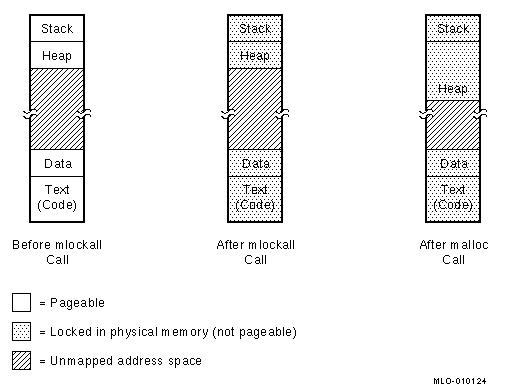 Stack
Heap
Data
Text
(Code)
Before mlockall
Call
Stack
Heap
Data
Text
(Code)
After mlockall
Call
Stack
Heap
Data
Text
(Code)
After malloc
Call
= Pageable
= Locked in physical memory (not pageable)
= Unmapped address space
MLO-010124